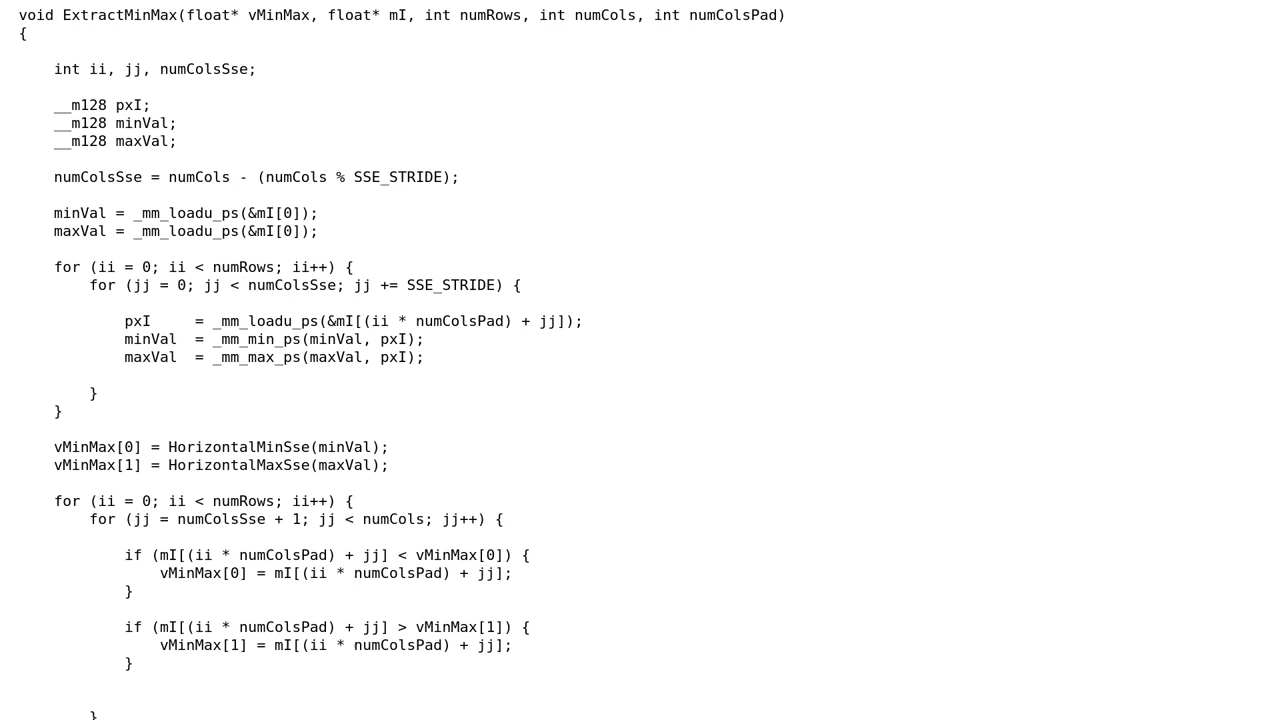 void ExtractMinMax(float* vMinMax, float* mI, int numRows, int numCols, int numColsPad)
{
int ii, jj, numColsSse;
__m128 pxI;
__m128 minVal;
__m128 maxVal;
numColsSse = numCols - (numCols % SSE_STRIDE);
minVal = _mm_loadu_ps(&mI[0]);
maxVal = _mm_loadu_ps(&mI[0]);
for (ii = 0; ii < numRows; ii++) {
for (jj = 0; jj < numColsSse; jj += SSE_STRIDE) {
pxI     = _mm_loadu_ps(&mI[(ii * numColsPad) + jj]);
minVal  = _mm_min_ps(minVal, pxI);
maxVal  = _mm_max_ps(maxVal, pxI);
}
}
vMinMax[0] = HorizontalMinSse(minVal);
vMinMax[1] = HorizontalMaxSse(maxVal);
for (ii = 0; ii < numRows; ii++) {
for (jj = numColsSse + 1; jj < numCols; jj++) {
if (mI[(ii * numColsPad) + jj] < vMinMax[0]) {
vMinMax[0] = mI[(ii * numColsPad) + jj];
}
if (mI[(ii * numColsPad) + jj] > vMinMax[1]) {
vMinMax[1] = mI[(ii * numColsPad) + jj];
}
}